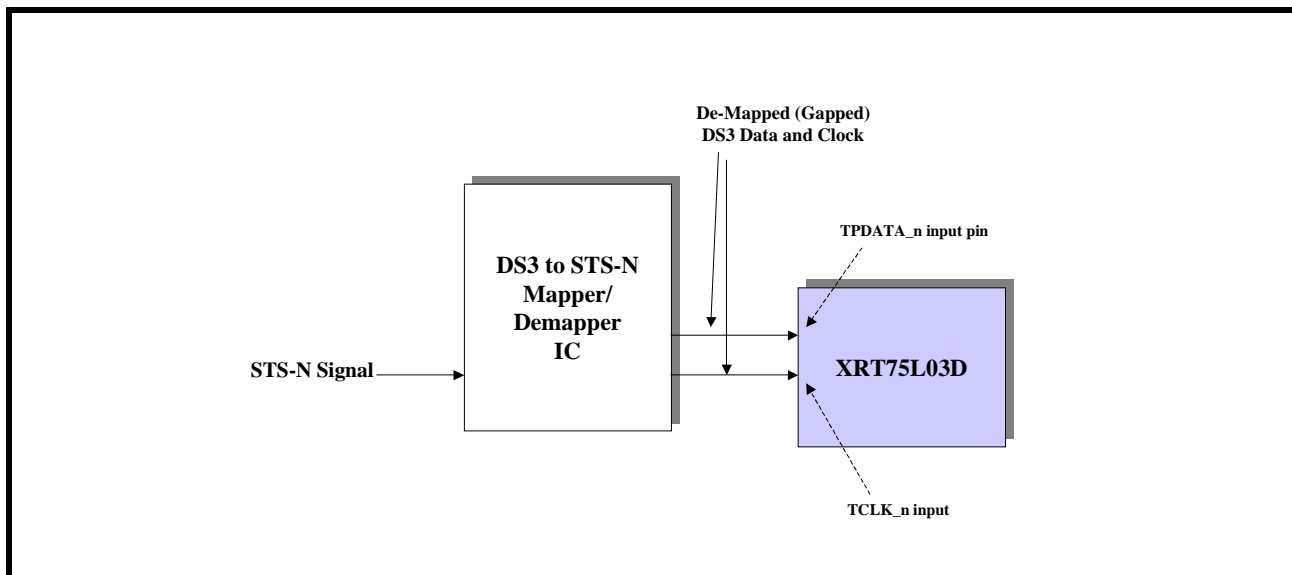 De-Mapped (Gapped)
DS3 Data and Clock
TPDATA_n input pin
DS3 to STS-N
Mapper/
Demapper
IC
STS-N Signal
XRT75L03D
TCLK_n input